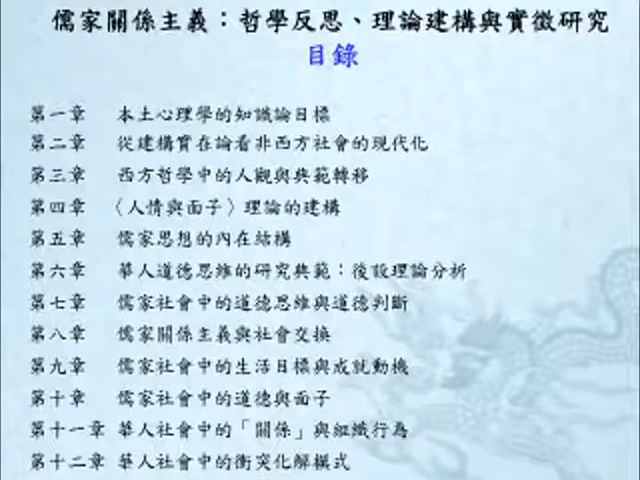 儒家關係主義：哲學反思、理論建構與實徵研究
目錄
第一章 本土心理學的知識論目標
第二章 從建構實在論看非西方社會的現代化
第三章 西方哲學中的人觀與典範轉移
第四章 〈人情與面子〉理論的建構
第五章 儒家思想的內在結構
第六章 華人道德思維的研究典範：後設理論分析
第七章 儒家社會中的道德思維與道德判斷
第八章 儒家關係主義與社會交換
第九章 儒家社會中的生活目標與成就動機
第十章 儒家社會中的道德與面子
第十一章 華人社會中的「關係」與組織行為
第十二章 華人社會中的衝突化解模式